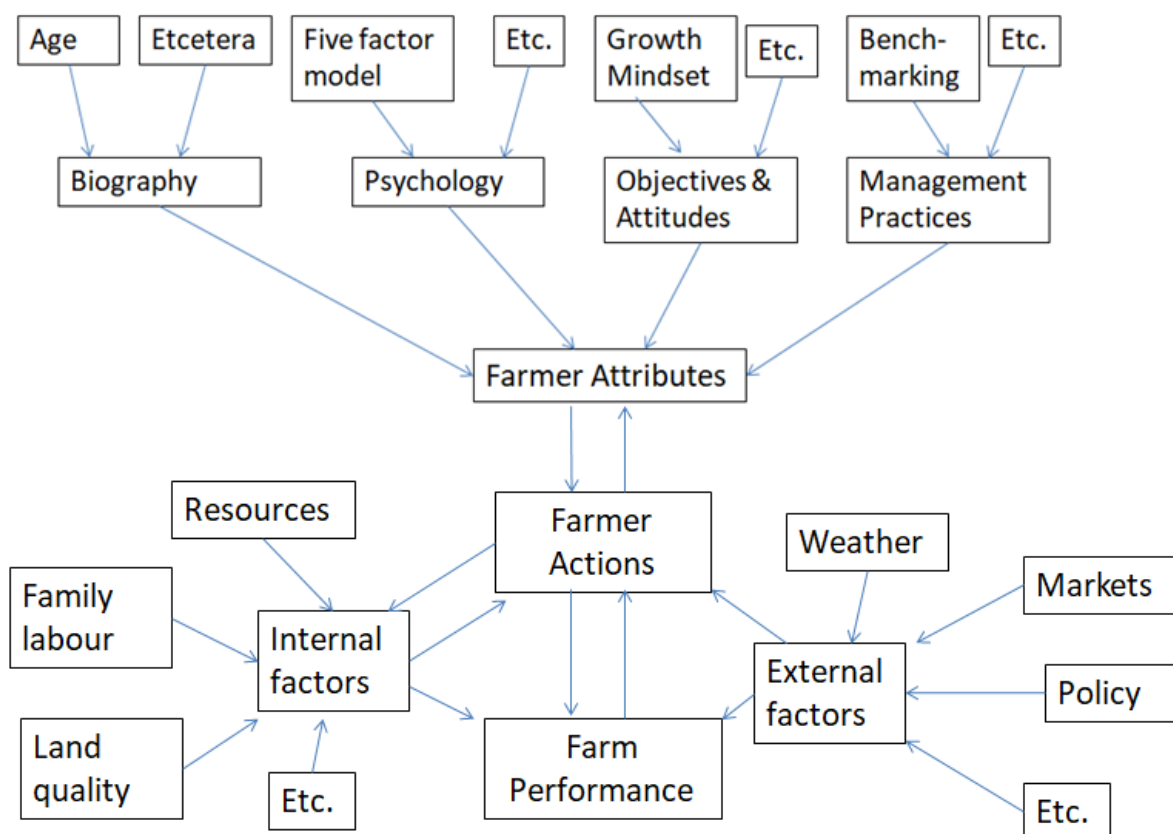 Age
Etcetera
Five factor
model
Etc.
Growth
Mindset
Etc.
Bench-
marking
Etc.
Biography
Psychology
Objectives &
Attitudes
Management
Practices
Farmer Attributes
Resources
Farmer
Actions
Weather
Family
labour
Markets
Internal
factors
External
factors
Policy
Land
quality
Etc.
Farm
Performance
Etc.